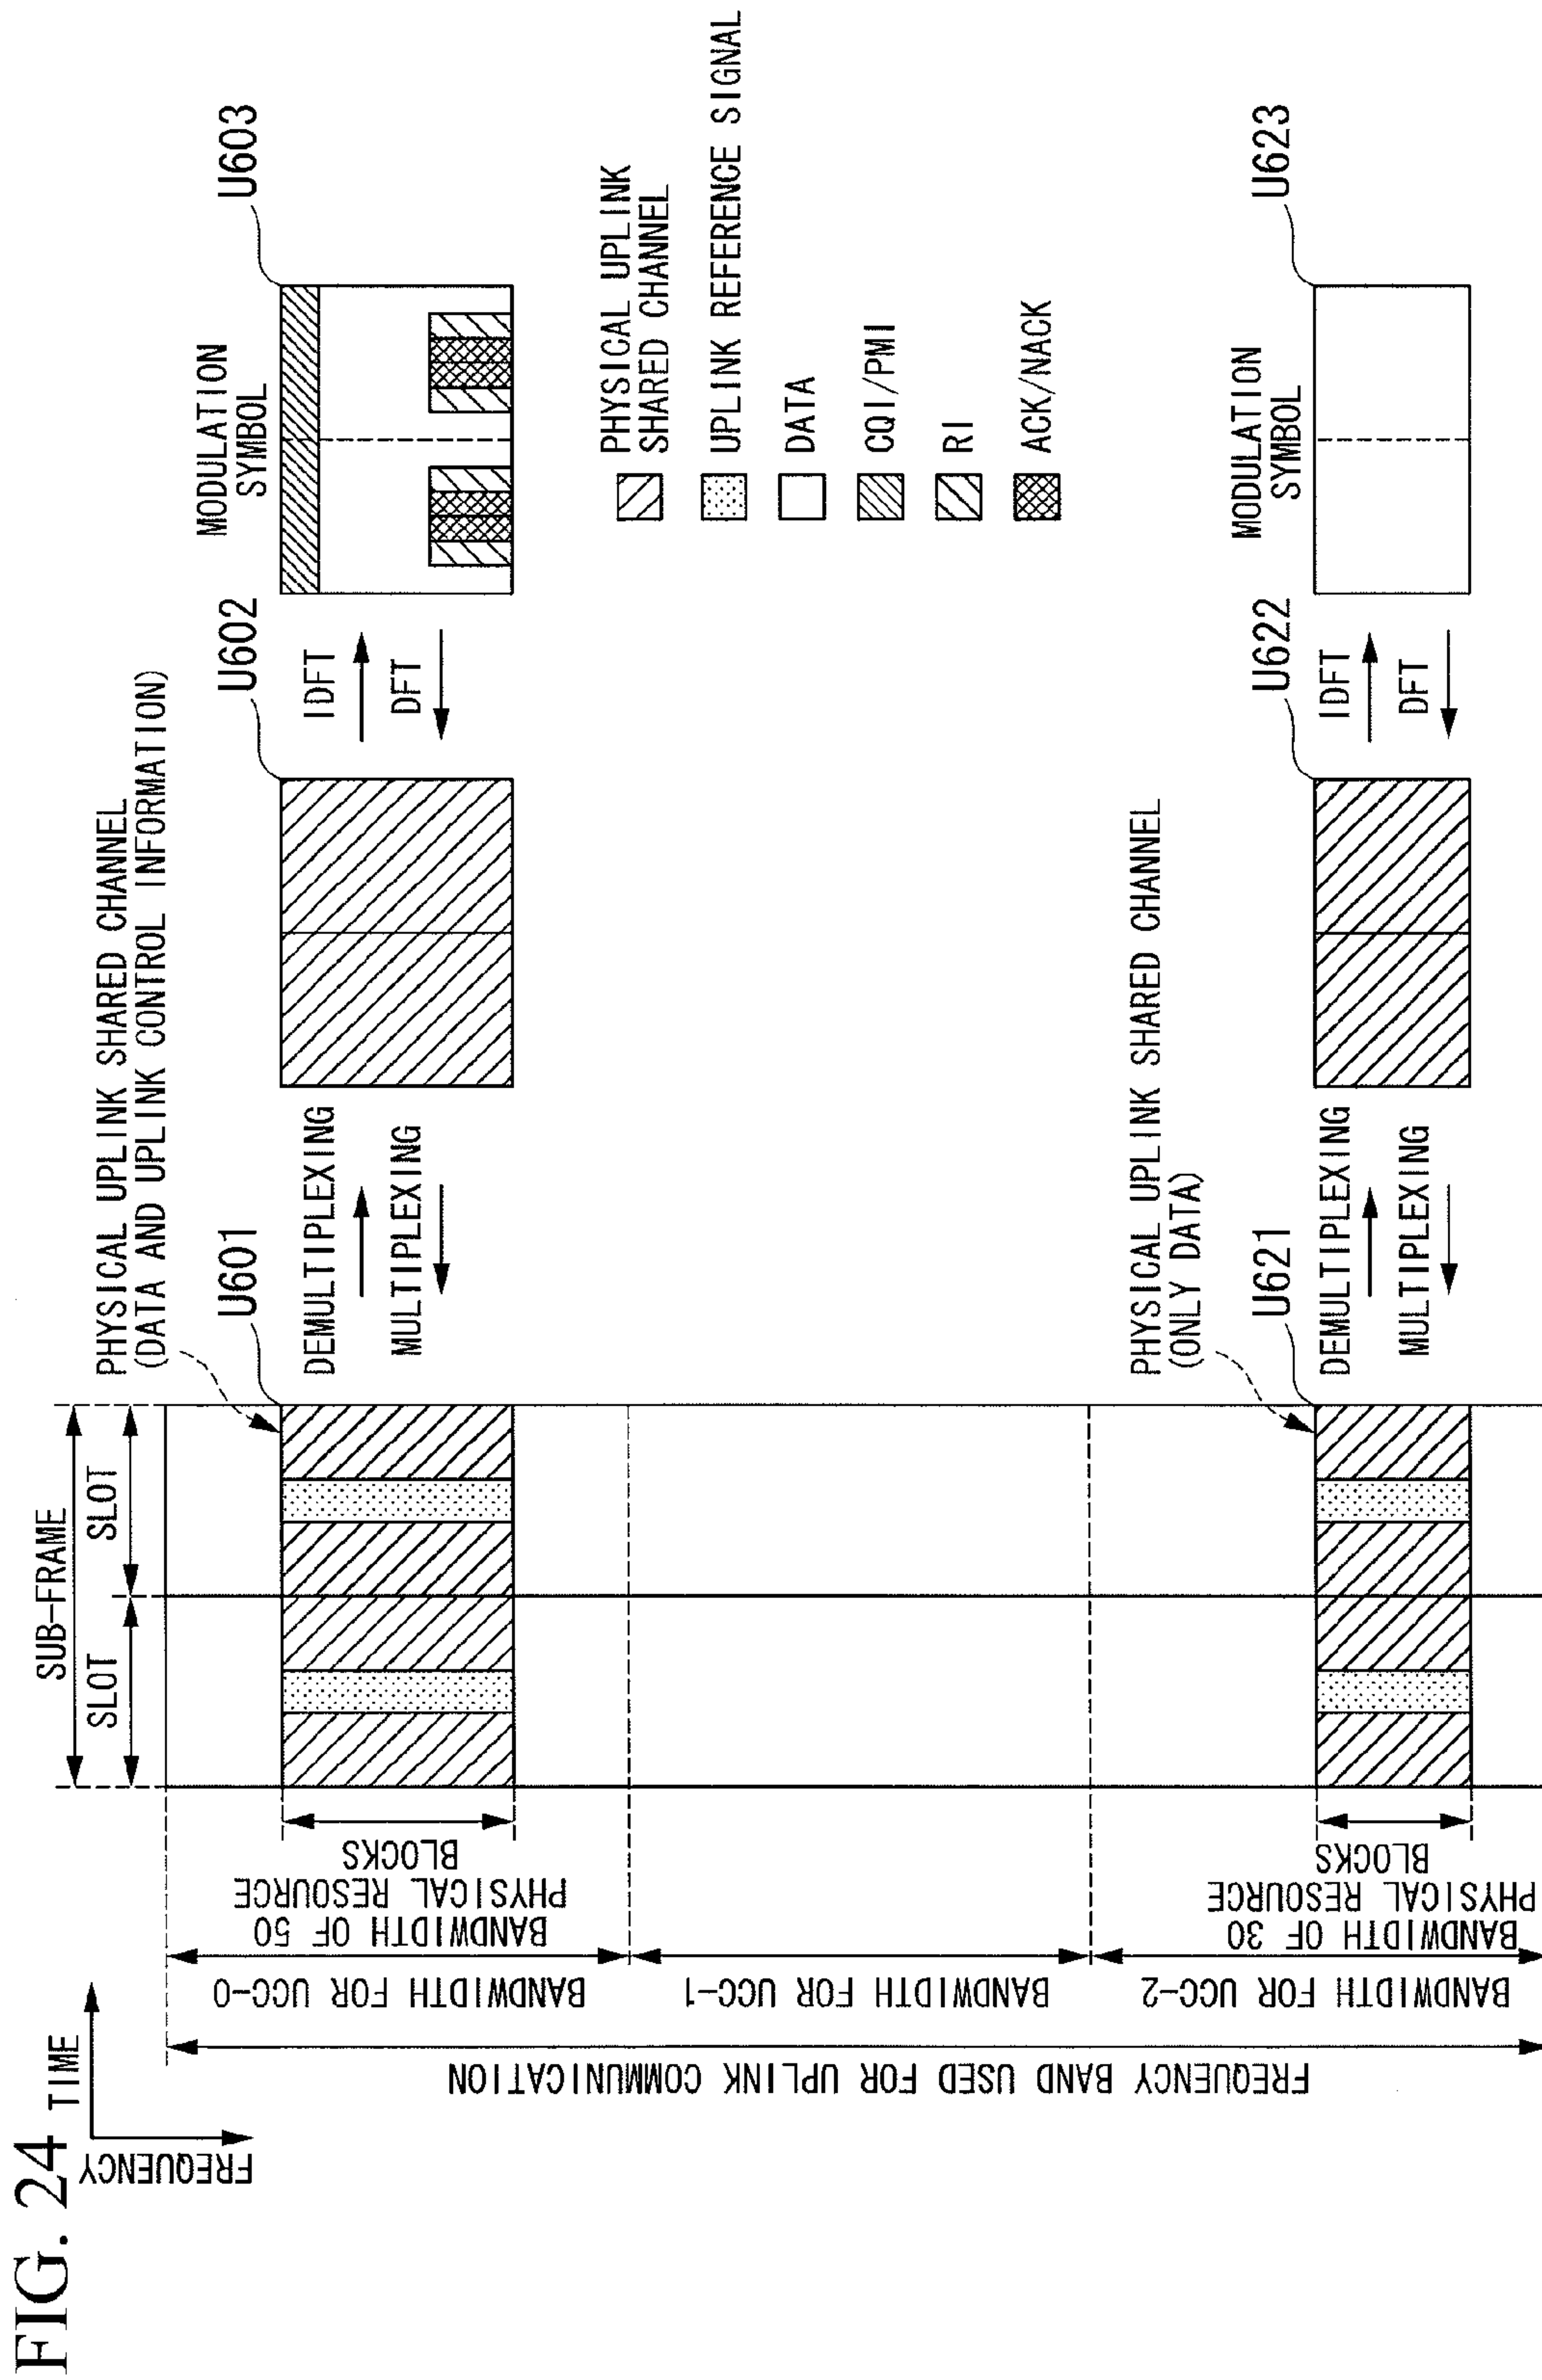 FIG. 24
TIME
FREQUENCY
FREQUENCY BAND USED FOR UPLINK COMMUNICATION
BANDWIDTH FOR UCC-0
BANDWIDTH FOR UCC-1
BANDWIDTH FOR UCC-2
BANDWIDTH OF 50
PHYSICAL RESOURCE
BLOCKS
BANDWIDTH OF 30
PHYSICAL RESOURCE
BLOCKS
SUB-FRAME
SLOT
SLOT
PHYSICAL UPLINK SHARED CHANNEL
(DATA AND UPLINK CONTROL INFORMATION)
U601
DEMULTIPLEXING
MULTIPLEXING
U602
IDFT
DFT
MODULATION
SYMBOL
U603
PHYSICAL UPLINK
SHARED CHANNEL
UPLINK REFERENCE SIGNAL
DATA
CQI/PMI
RI
ACK/NACK
PHYSICAL UPLINK SHARED CHANNEL
(ONLY DATA)
U621
DEMULTIPLEXING
MULTIPLEXING
U622
IDFT
DFT
MODULATION
SYMBOL
U623